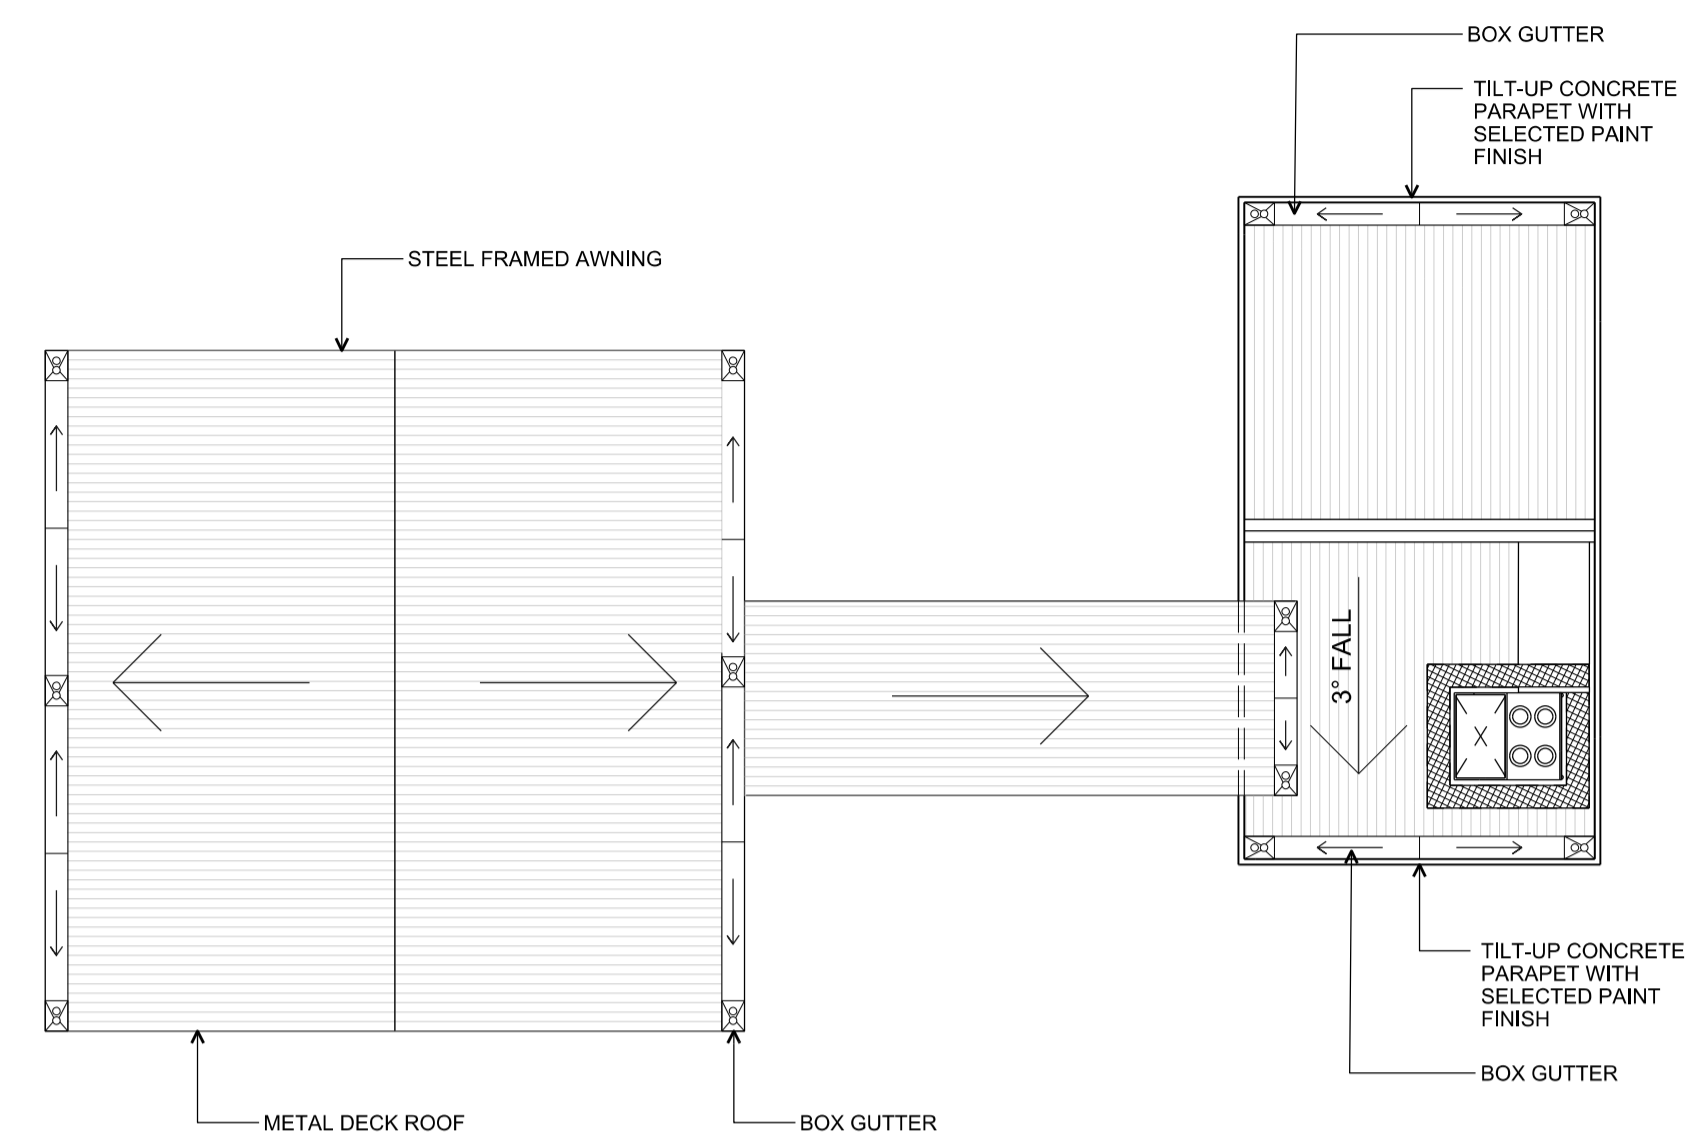 BOX GUTTER
TILT-UP CONCRETE
PARAPET WITH
SELECTED PAINT
FINISH
STEEL FRAMED AWNING
3° FALL
TILT-UP CONCRETE
PARAPET WITH
SELECTED PAINT
FINISH
BOX GUTTER
METAL DECK ROOF
BOX GUTTER